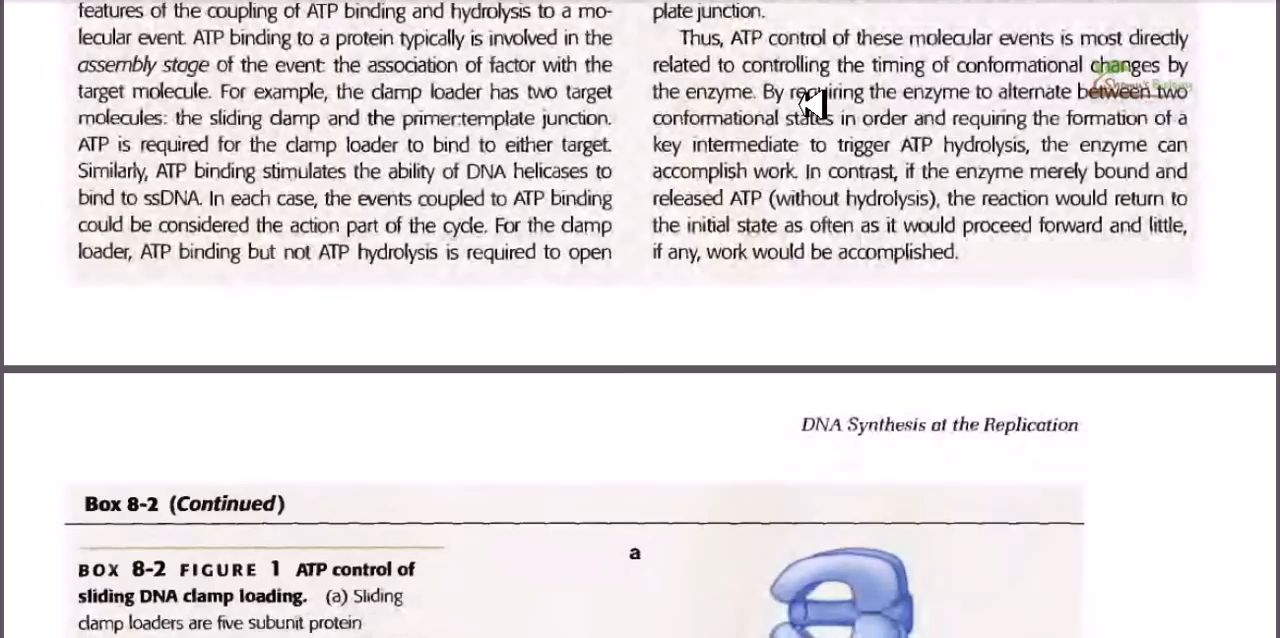 features of the coupling of ATP binding and hydrolysis to a mo-
lecular event. ATP binding to a protein typically is involved in the
assembly stage of the event: the association of factor with the
target molecule. For example, the clamp loader has two target
molecules: the sliding clamp and the primer:template junction.
ATP is required for the clamp loader to bind to either target.
Similarly, ATP binding stimulates the ability of DNA helicases to
bind to ssDNA. In each case, the events coupled to ATP binding
could be considered the action part of the cycle. For the clamp
loader, ATP binding but not ATP hydrolysis is required to open
plate junction.
Thus, ATP control of these molecular events is most directly
related to controlling the timing of conformational changes by
the enzyme. By requiring the enzyme to alternate between two
conformational states in order and requiring the formation of a
key intermediate to trigger ATP hydrolysis, the enzyme can
accomplish work. In contrast, if the enzyme merely bound and
released ATP (without hydrolysis), the reaction would return to
the initial state as often as it would proceed forward and little,
if any, work would be accomplished.
DNA Synthesis at the Replication
Box 8-2 (Continued)
BOX 8-2 FIGURE 1 ATP control of
sliding DNA clamp loading. (a) Sliding
clamp loaders are five subunit protein
a